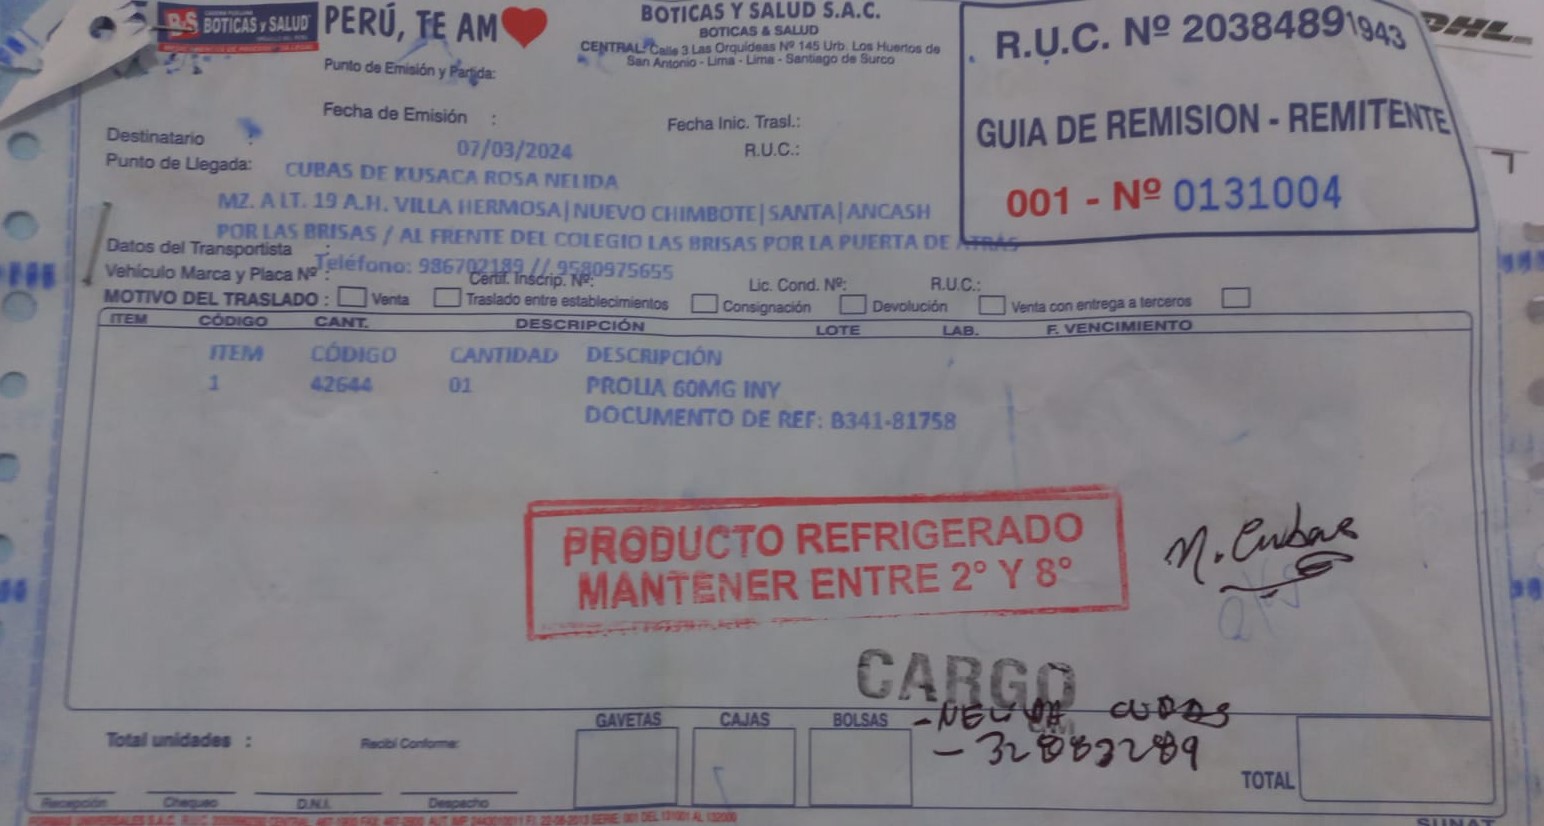 B·S BOTICAS y SALUD
PERÚ, TE AM
BOTICAS Y SALUD S.A.C.
BOTICAS & SALUD
CENTRAL: Calle 3 Las Orquídeas Nº 145 Urb. Los Huertos de
San Antonio - Lima - Lima - Santiago de Surco
R.U.C. Nº 20384891943
GUIA DE REMISION - REMITENTE
001 - Nº 0131004
DHL
Punto de Emisión y Partida:
Fecha de Emisión :
Fecha Inic. Trasl.:
Destinatario :
07/03/2024
R.U.C.:
Punto de Llegada:
CUBAS DE KUSACA ROSA NELIDA
MZ. A LT. 19 A.H. VILLA HERMOSA|NUEVO CHIMBOTE|SANTA|ANCASH
POR LAS BRISAS / AL FRENTE DEL COLEGIO LAS BRISAS POR LA PUERTA DE ATRAS
Datos del Transportista :
Teléfono: 986702189 // 9580975655
Vehículo Marca y Placa Nº :
Certif. Inscrip. Nº:
Lic. Cond. Nº:
R.U.C.:
MOTIVO DEL TRASLADO : Venta Traslado entre establecimientos Consignación Devolución Venta con entrega a terceros
ITEM CÓDIGO CANT. DESCRIPCIÓN LOTE LAB. F. VENCIMIENTO
ITEM CÓDIGO CANTIDAD DESCRIPCIÓN
1 42644 01 PROLIA 60MG INY
DOCUMENTO DE REF: B341-81758
PRODUCTO REFRIGERADO
MANTENER ENTRE 2° Y 8°
N. Cubas
CARGO
- NELIDA CUBAS
- 32883289
GAVETAS CAJAS BOLSAS
Total unidades :
Recibí Conforme:
TOTAL
Recepción Chequeo D.N.I. Despacho
SUNAT